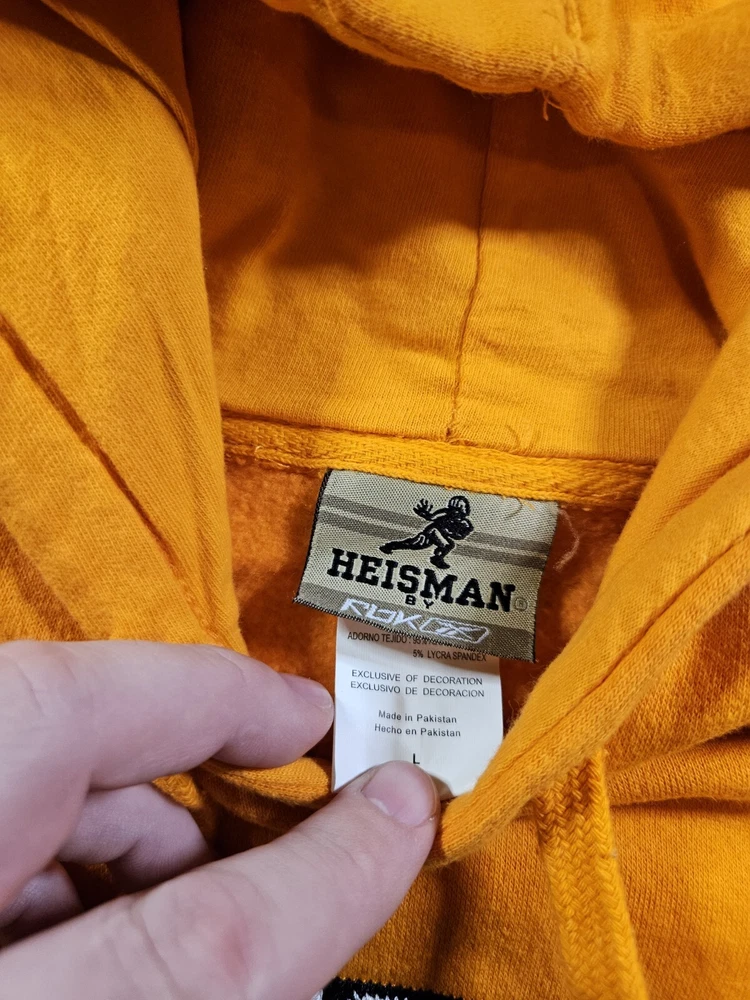 HEISMAN®
BY
RBK
ADORNO TEJIDO:
5% LYCRA SPANDEX
EXCLUSIVE OF DECORATION
EXCLUSIVO DE DECORACION
Made in Pakistan
Hecho en Pakistan
L